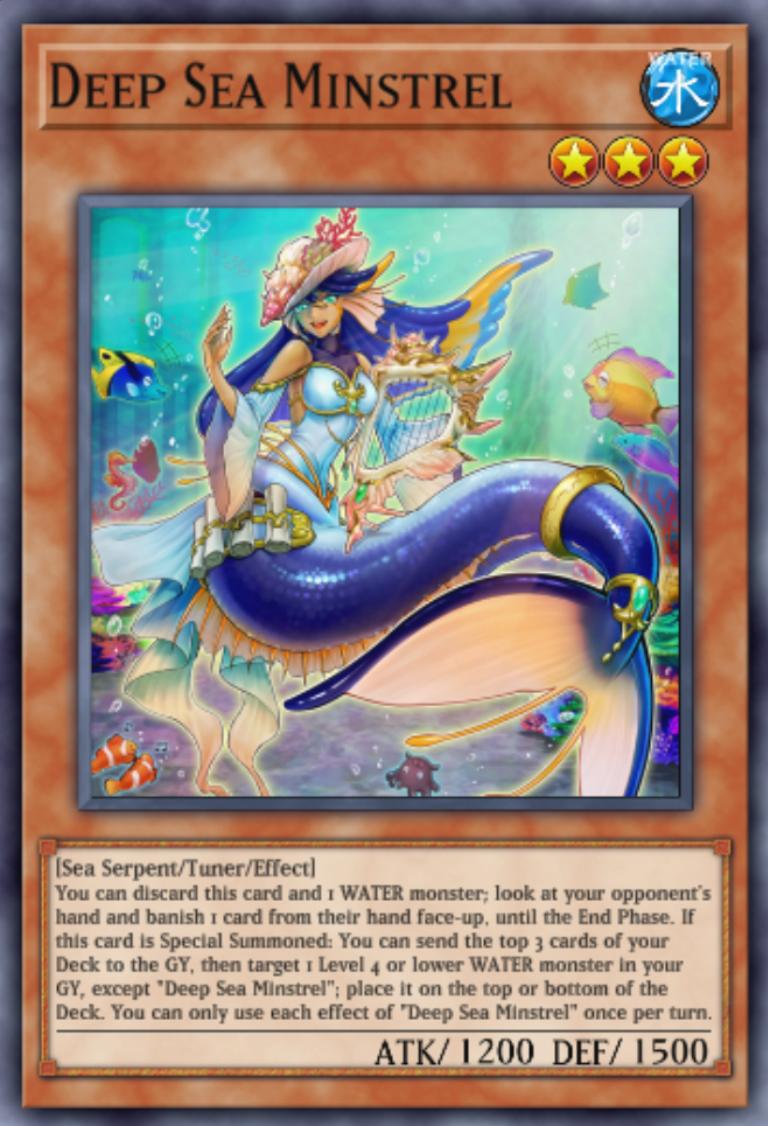 DEEP SEA MINSTREL
WATER
水
[Sea Serpent/Tuner/Effect]
You can discard this card and 1 WATER monster; look at your opponent's
hand and banish 1 card from their hand face-up, until the End Phase. If
this card is Special Summoned: You can send the top 3 cards of your
Deck to the GY, then target 1 Level 4 or lower WATER monster in your
GY, except "Deep Sea Minstrel"; place it on the top or bottom of the
Deck. You can only use each effect of "Deep Sea Minstrel" once per turn.
ATK/ 1200 DEF/ 1500